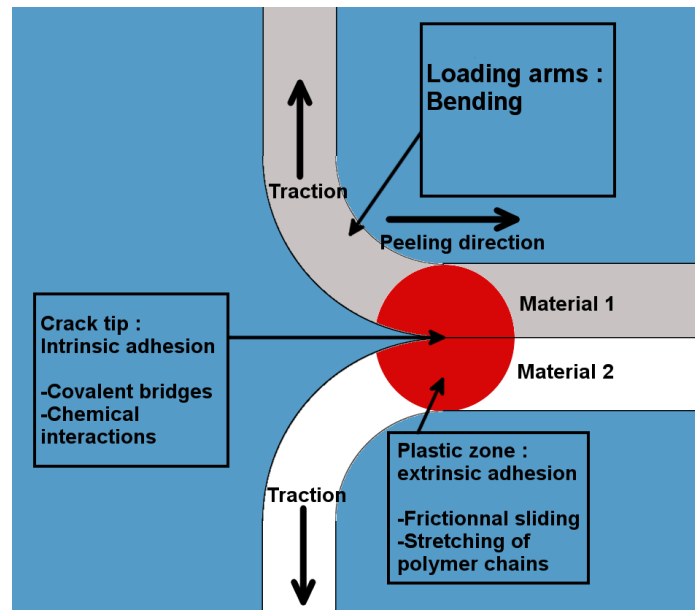 Loading arms :
Bending
Traction
Peeling direction
Crack tip :
Intrinsic adhesion
-Covalent bridges
-Chemical
interactions
Material 1
Material 2
Plastic zone :
extrinsic adhesion
-Frictionnal sliding
-Stretching of
polymer chains
Traction